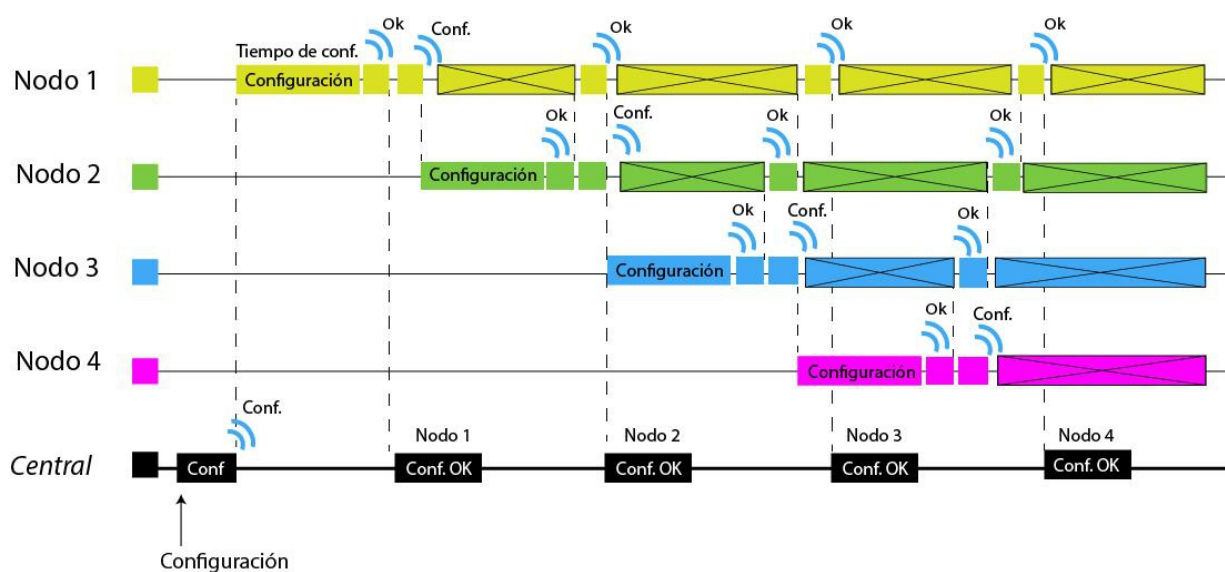 Ok
Conf.
Ok
Ok
Ok
Tiempo de conf.
Nodo 1
Configuración
Ok
Conf.
Ok
Ok
Nodo 2
Configuración
Ok
Conf.
Ok
Nodo 3
Configuración
Ok
Conf.
Nodo 4
Configuración
Conf.
Nodo 1
Nodo 2
Nodo 3
Nodo 4
Central
Conf
Conf. OK
Conf. OK
Conf. OK
Conf. OK
Configuración